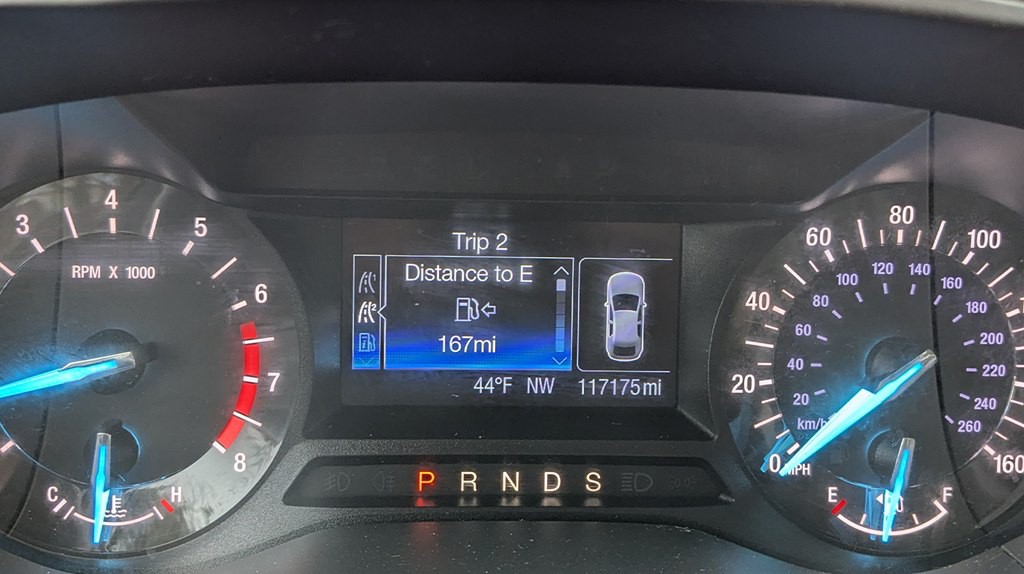 Trip 2
Distance to E
167mi
44°F NW 117175mi
3 4 5 6 7 8
RPM X 1000
C H
P R N D S
0 20 40 60 80 100 160
MPH
20 40 60 80 100 120 140 160 180 200 220 240 260
km/h
E F